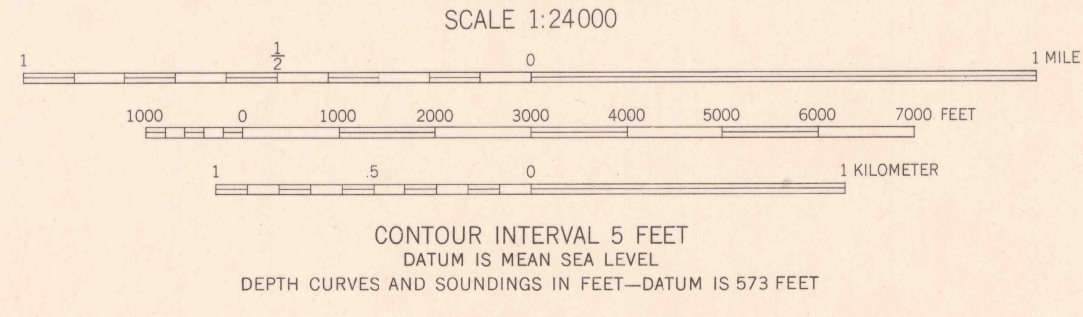 SCALE 1:24000
1 1/2 0 1 MILE
1000 0 1000 2000 3000 4000 5000 6000 7000 FEET
1 .5 0 1 KILOMETER
CONTOUR INTERVAL 5 FEET
DATUM IS MEAN SEA LEVEL
DEPTH CURVES AND SOUNDINGS IN FEET—DATUM IS 573 FEET